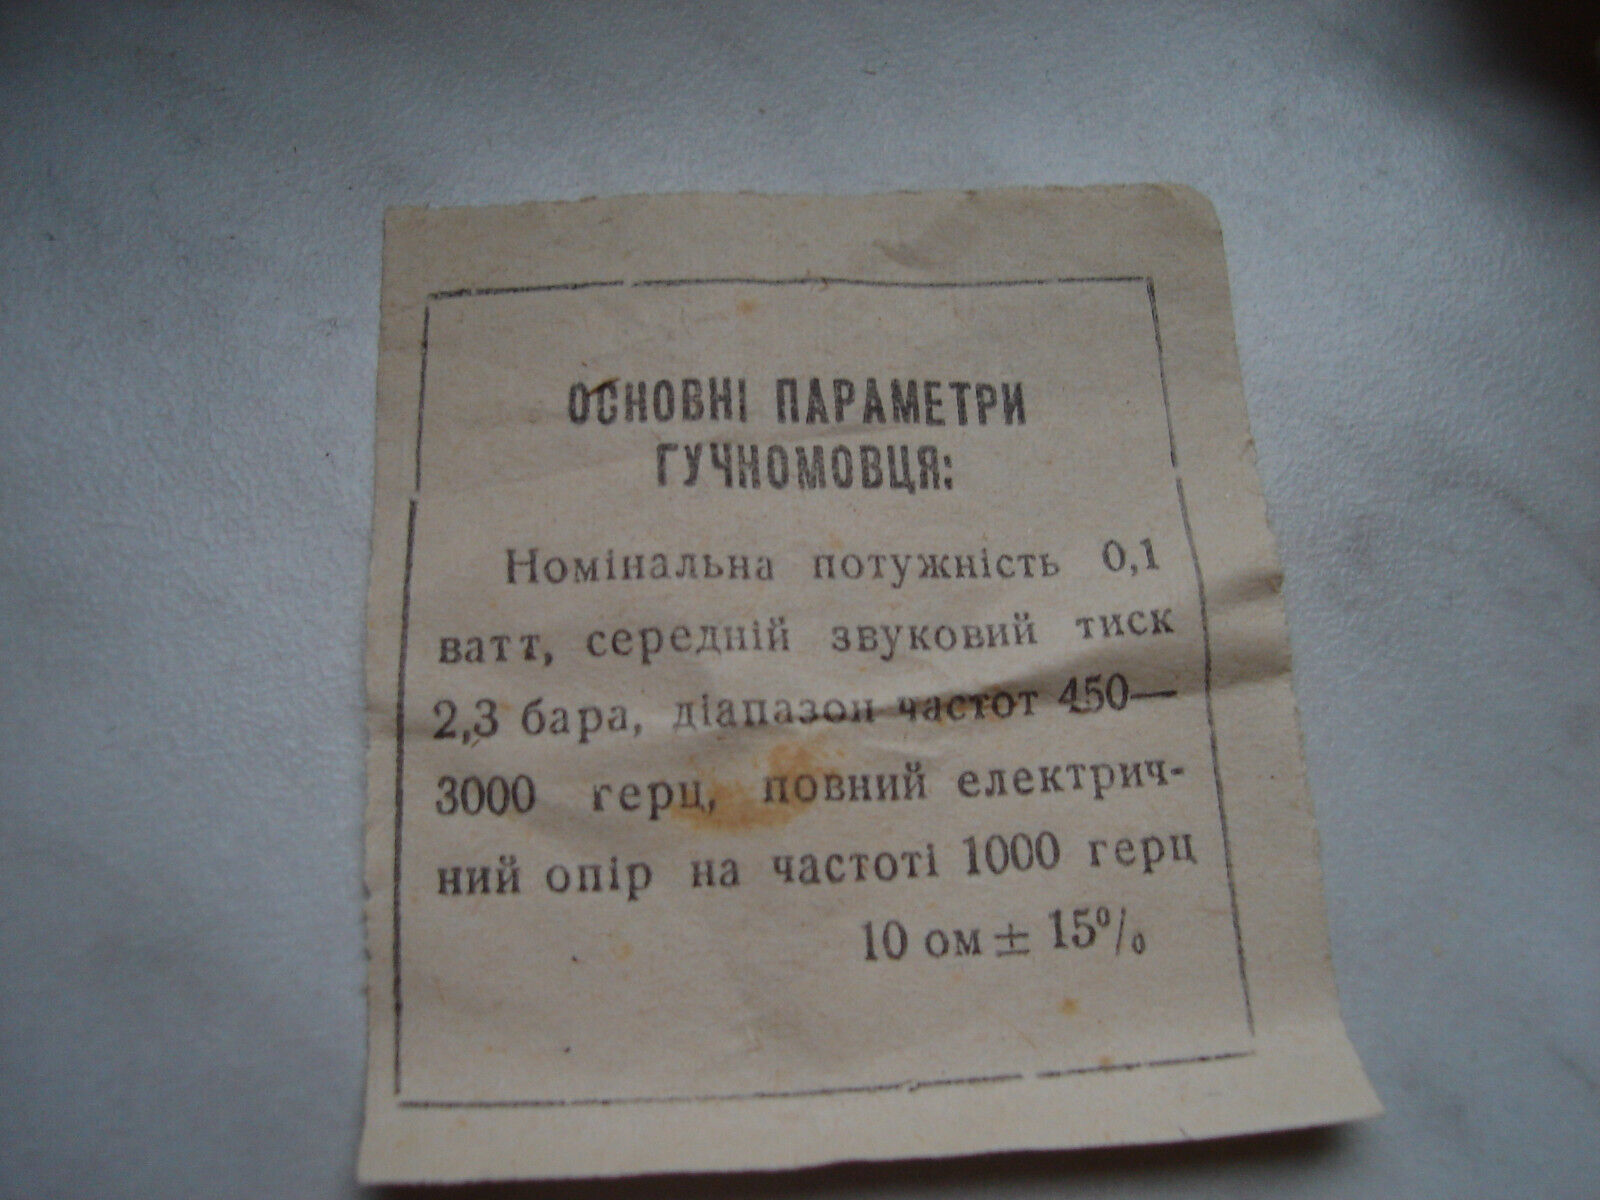 ОСНОВНІ ПАРАМЕТРИ
ГУЧНОМОВЦЯ:
Номінальна потужність 0,1
ватт, середній звуковий тиск
2,3 бара, діапазон частот 450—
3000 герц, повний електрич-
ний опір на частоті 1000 герц
10 ом ± 15%